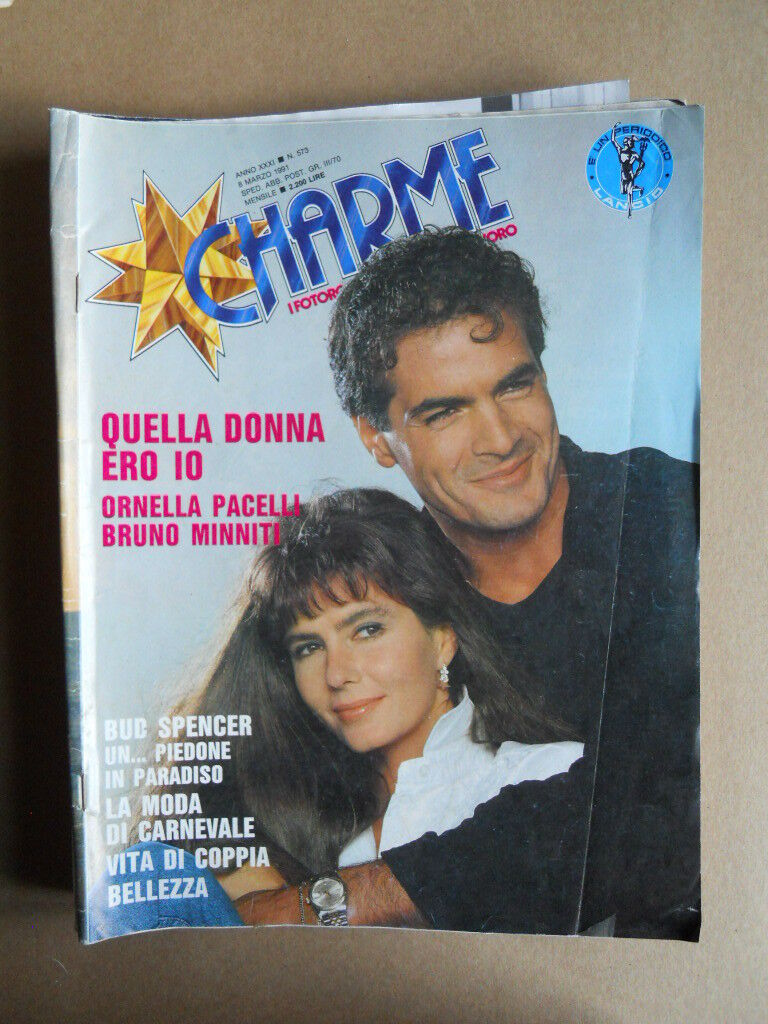 ANNO XXXI ■ N. 573
8 MARZO 1991
SPED. ABB. POST. GR. III/70
MENSILE ■ 2.200 LIRE
CHARME
I FOTORO
'ORO
È UN PERIODICO
LANCIO
QUELLA DONNA
ERO IO
ORNELLA PACELLI
BRUNO MINNITI
BUD SPENCER
UN... PIEDONE
IN PARADISO
LA MODA
DI CARNEVALE
VITA DI COPPIA
BELLEZZA